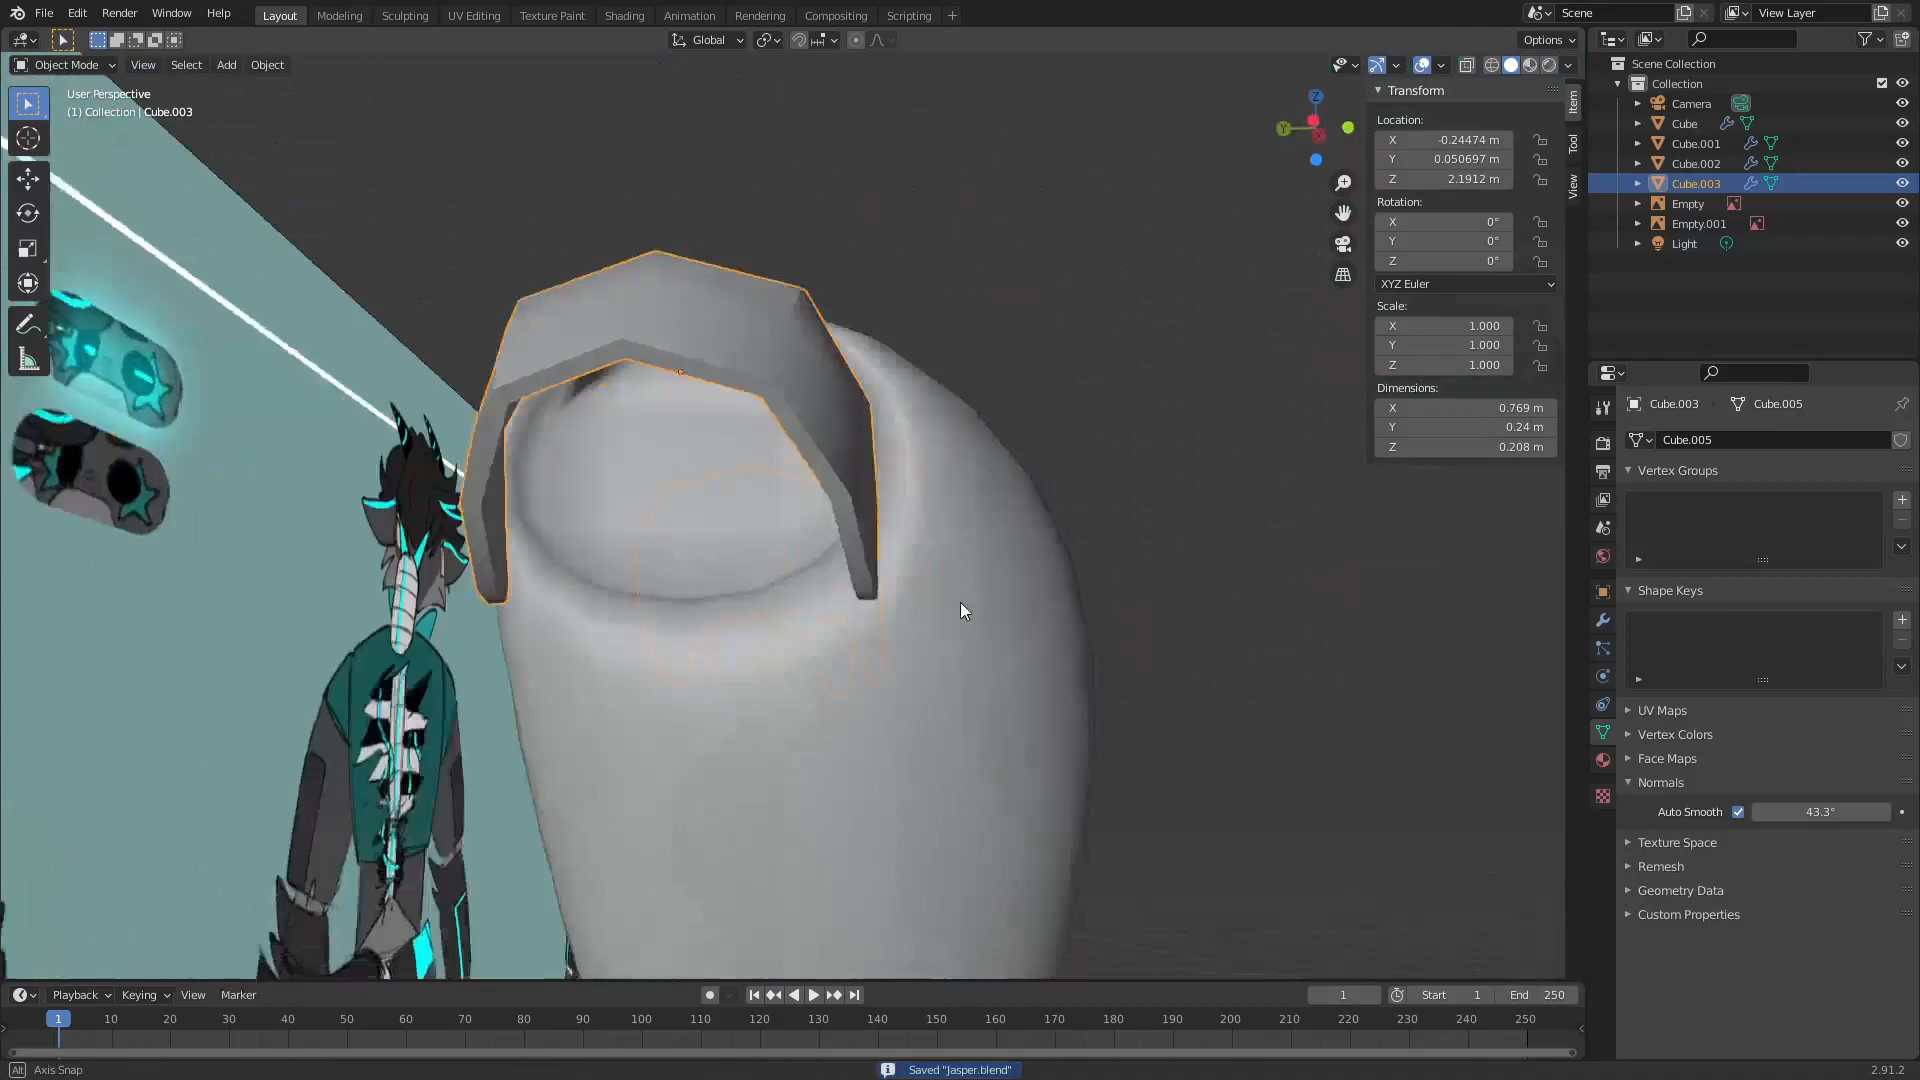 File Edit Render Window Help
Layout Modeling Sculpting UV Editing Texture Paint Shading Animation Rendering Compositing Scripting +
Scene
View Layer
Global
Options
Object Mode View Select Add Object
User Perspective
(1) Collection | Cube.003
Z
Y
X
Transform
Location:
X -0.24474 m
Y 0.050697 m
Z 2.1912 m
Rotation:
X 0°
Y 0°
Z 0°
XYZ Euler
Scale:
X 1.000
Y 1.000
Z 1.000
Dimensions:
X 0.769 m
Y 0.24 m
Z 0.208 m
Item
Tool
View
Scene Collection
Collection
Camera
Cube
Cube.001
Cube.002
Cube.003
Empty
Empty.001
Light
Cube.003 Cube.005
Cube.005
Vertex Groups
Shape Keys
UV Maps
Vertex Colors
Face Maps
Normals
Auto Smooth 43.3°
Texture Space
Remesh
Geometry Data
Custom Properties
Playback Keying View Marker
1 Start 1 End 250
1 10 20 30 40 50 60 70 80 90 100 110 120 130 140 150 160 170 180 190 200 210 220 230 240 250
Alt Axis Snap
Saved "Jasper.blend"
2.91.2